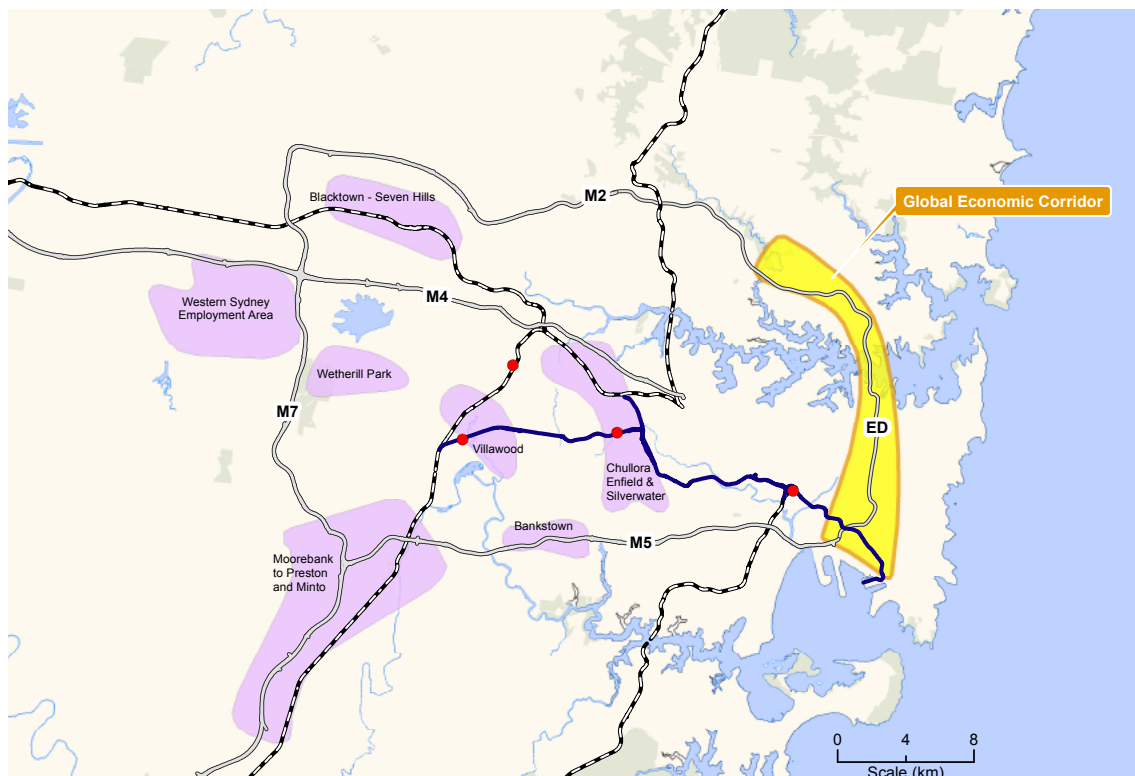 M2
Blacktown - Seven Hills
Global Economic Corridor
M4
Western Sydney
Employment Area
Wetherill Park
M7
ED
Villawood
Chullora
Enfield &
Silverwater
Bankstown
M5
Moorebank
to Preston
and Minto
0 4 8
Scale (km)